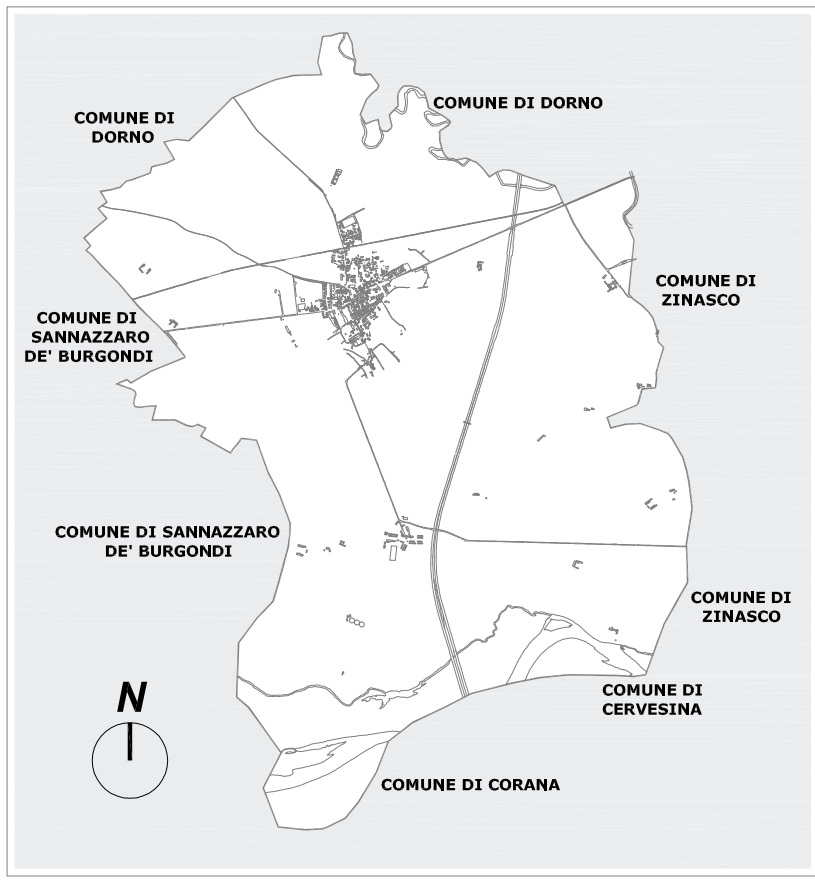 COMUNE DI DORNO
COMUNE DI
DORNO
COMUNE DI
ZINASCO
COMUNE DI
SANNAZZARO
DE' BURGONDI
COMUNE DI SANNAZZARO
DE' BURGONDI
COMUNE DI
ZINASCO
N
COMUNE DI
CERVESINA
COMUNE DI CORANA